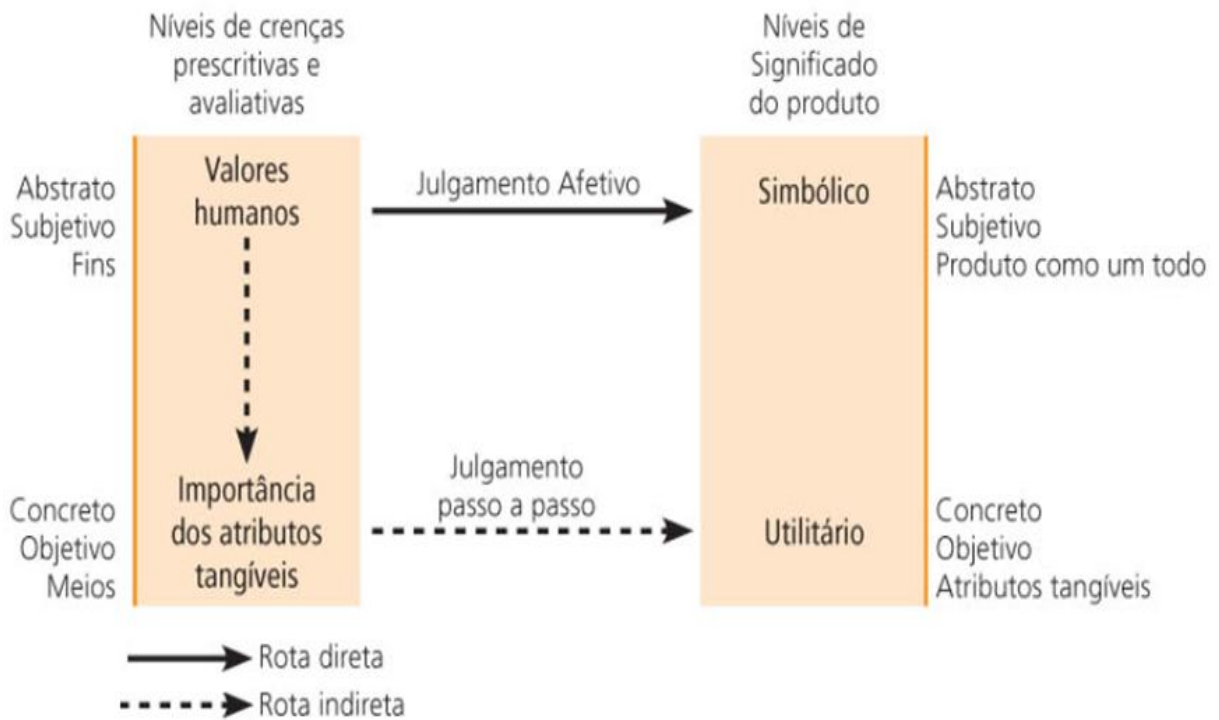 Níveis de crenças
prescritivas e
avaliativas
Níveis de
Significado
do produto
Abstrato
Subjetivo
Fins
Valores
humanos
Julgamento Afetivo
Simbólico
Abstrato
Subjetivo
Produto como um todo
Concreto
Objetivo
Meios
Importância
dos atributos
tangíveis
Julgamento
passo a passo
Utilitário
Concreto
Objetivo
Atributos tangíveis
Rota direta
Rota indireta